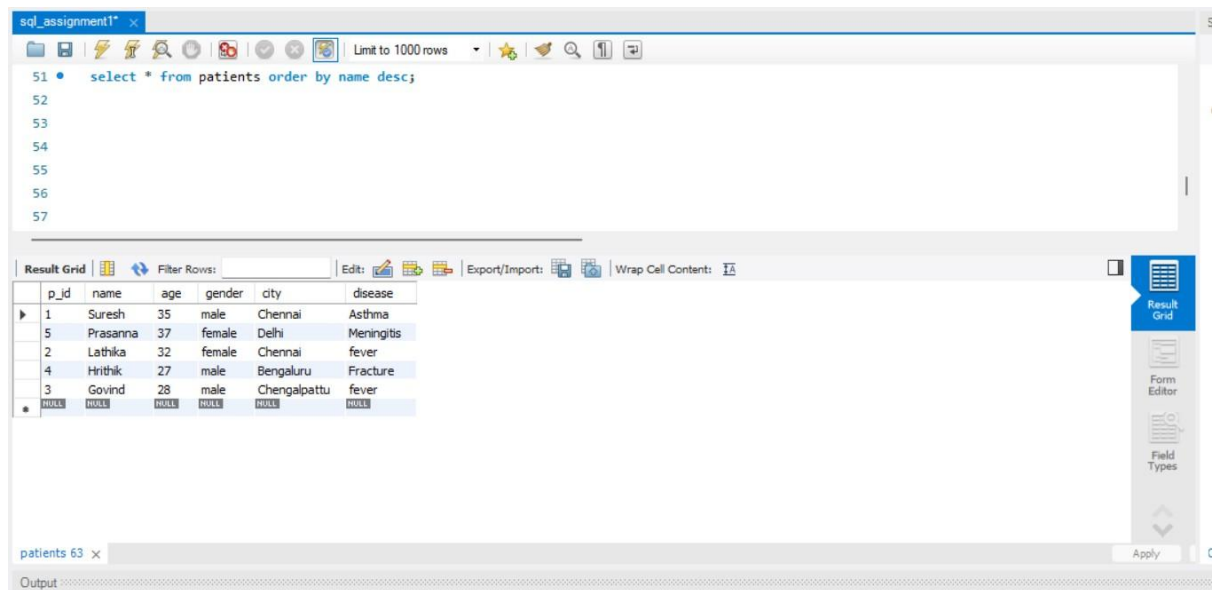 sql_assignment1* ×
Limit to 1000 rows
51 select * from patients order by name desc;
52
53
54
55
56
57
Result Grid Filter Rows: Edit: Export/Import: Wrap Cell Content: IA
p_id name age gender city disease
1 Suresh 35 male Chennai Asthma
5 Prasanna 37 female Delhi Meningitis
2 Lathika 32 female Chennai fever
4 Hrithik 27 male Bengaluru Fracture
3 Govind 28 male Chengalpattu fever
NULL NULL NULL NULL NULL NULL
Result
Grid
Form
Editor
Field
Types
patients 63 × Apply
Output